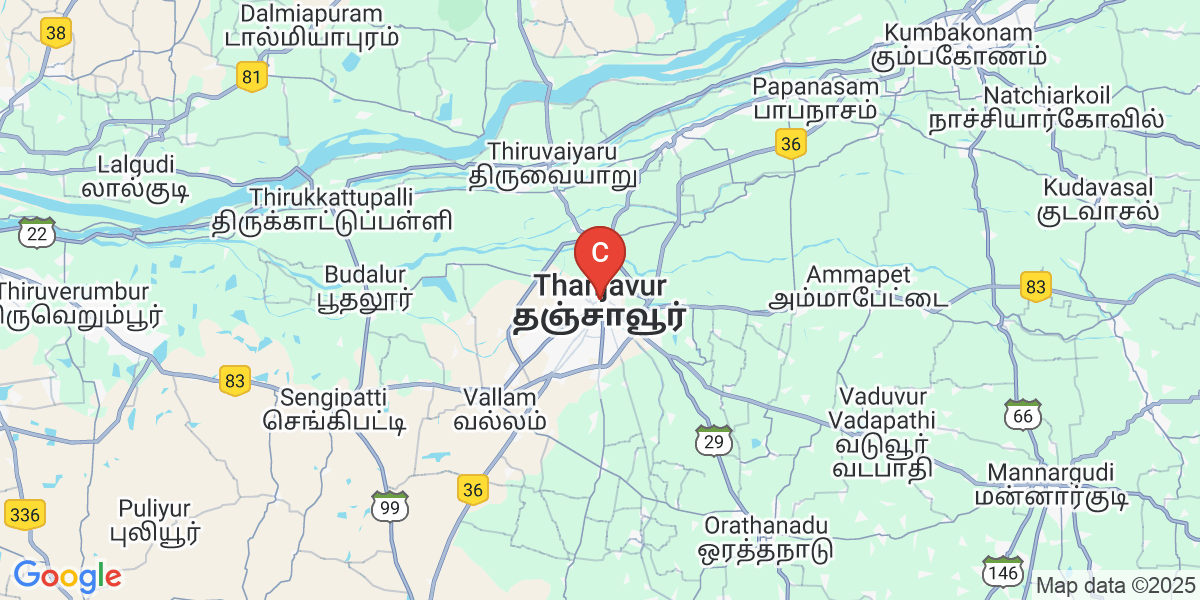 Dalmiapuram
டால்மியாபுரம்
38
81
Kumbakonam
கும்பகோணம்
Papanasam
பாபநாசம்
Natchiarkoil
நாச்சியார்கோவில்
36
Lalgudi
லால்குடி
Thiruvaiyaru
திருவையாறு
Thirukkattupalli
திருக்காட்டுப்பள்ளி
Kudavasal
குடவாசல்
22
C
Thanjavur
தஞ்சாவூர்
Budalur
பூதலூர்
Ammapet
அம்மாபேட்டை
83
Thiruverumbur
ருவெறும்பூர்
83
Sengipatti
செங்கிபட்டி
Vallam
வல்லம்
Vaduvur
Vadapathi
வடுவூர்
வடபாதி
66
29
Mannargudi
மன்னார்குடி
36
99
336
Puliyur
புலியூர்
Orathanadu
ஒரத்தநாடு
146
Google
Map data ©2025